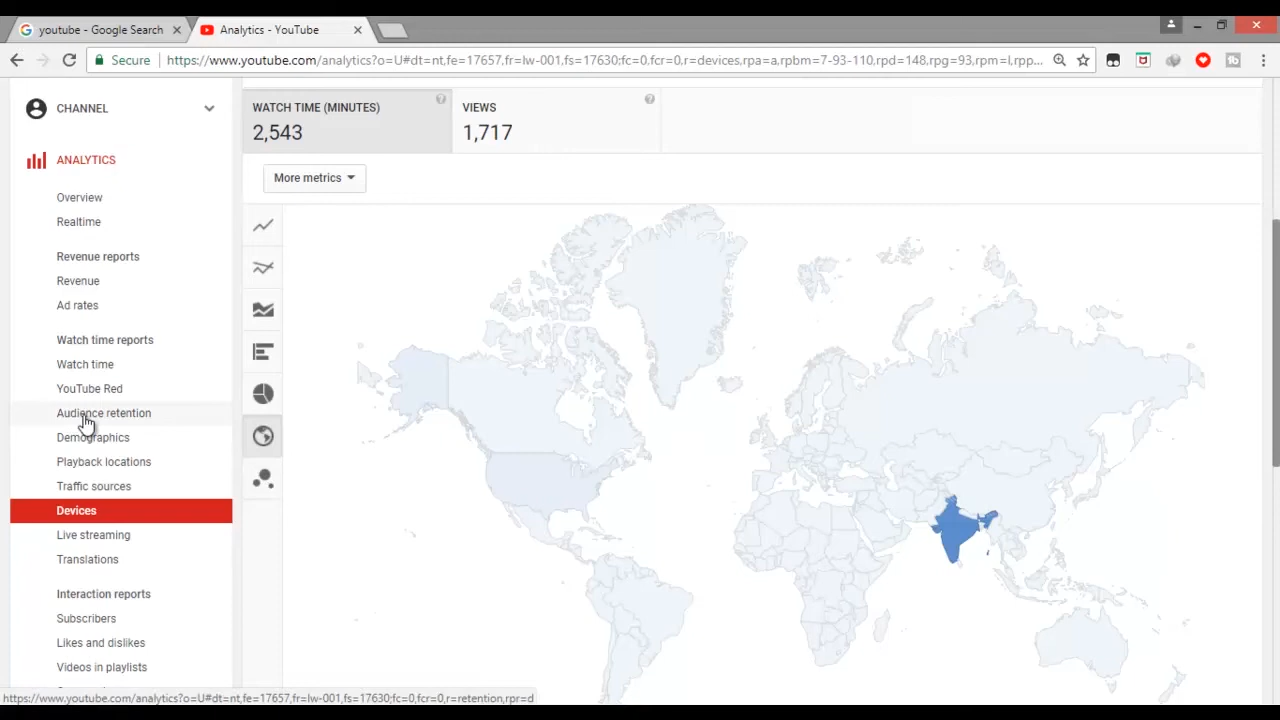 youtube - Google Search
Analytics - YouTube
Secure
https://www.youtube.com/analytics?o=U#dt=nt,fe=17657,fr=lw-001,fs=17630;fc=0,fcr=0,r=devices,rpa=a,rpbm=7-93-110,rpd=148,rpg=93,rpm=l,rpp...
CHANNEL
WATCH TIME (MINUTES)
2,543
VIEWS
1,717
More metrics
ANALYTICS
Overview
Realtime
Revenue reports
Revenue
Ad rates
Watch time reports
Watch time
YouTube Red
Audience retention
Demographics
Playback locations
Traffic sources
Devices
Live streaming
Translations
Interaction reports
Subscribers
Likes and dislikes
Videos in playlists
https://www.youtube.com/analytics?o=U#dt=nt,fe=17657,fr=lw-001,fs=17630;fc=0,fcr=0,r=retention,rpr=d